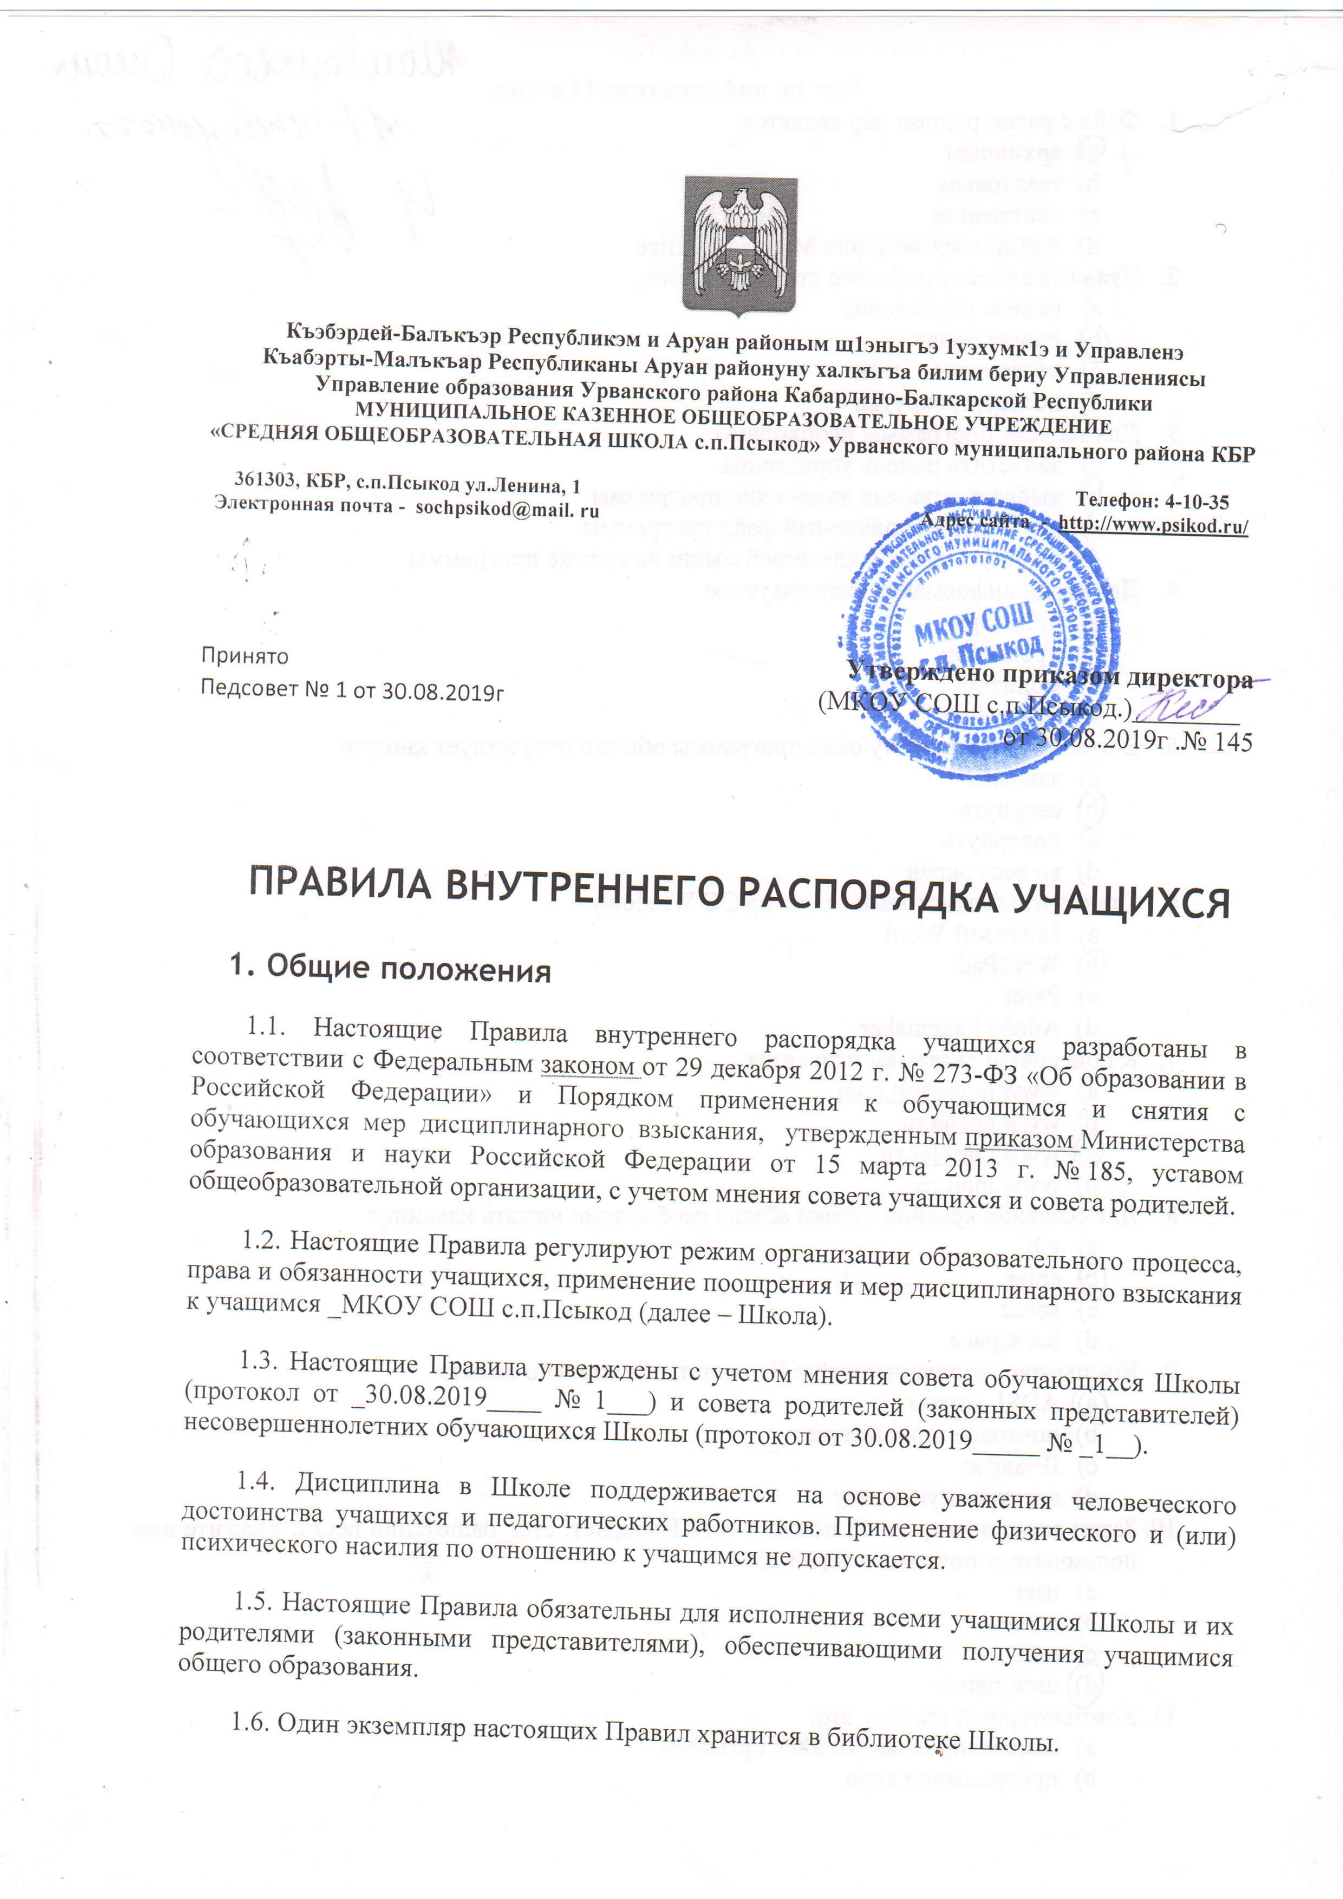 Къэбэрдей-Балъкъэр Республикэм и Аруан районым щ1эныгъэ 1уэхумк1э и Управленэ
Къабэрты-Малъкъар Республиканы Аруан районуну халкъгъа билим бериу Управлениясы
Управление образования Урванского района Кабардино-Балкарской Республики
МУНИЦИПАЛЬНОЕ КАЗЕННОЕ ОБЩЕОБРАЗОВАТЕЛЬНОЕ УЧРЕЖДЕНИЕ
«СРЕДНЯЯ ОБЩЕОБРАЗОВАТЕЛЬНАЯ ШКОЛА с.п.Псыкод» Урванского муниципального района КБР
361303, КБР, с.п.Псыкод ул.Ленина, 1
Электронная почта - sochpsikod@mail. ru
Телефон: 4-10-35
Адрес сайта - http://www.psikod.ru/
МКОУ СОШ
с.п. Псыкод
Принято
Педсовет № 1 от 30.08.2019г
Утверждено приказом директора
(МКОУ СОШ с.п.Псыкод.)________
от 30.08.2019г .№ 145
ПРАВИЛА ВНУТРЕННЕГО РАСПОРЯДКА УЧАЩИХСЯ
1. Общие положения
1.1. Настоящие Правила внутреннего распорядка учащихся разработаны в
соответствии с Федеральным законом от 29 декабря 2012 г. № 273-ФЗ «Об образовании в
Российской Федерации» и Порядком применения к обучающимся и снятия с
обучающихся мер дисциплинарного взыскания, утвержденным приказом Министерства
образования и науки Российской Федерации от 15 марта 2013 г. № 185, уставом
общеобразовательной организации, с учетом мнения совета учащихся и совета родителей.
1.2. Настоящие Правила регулируют режим организации образовательного процесса,
права и обязанности учащихся, применение поощрения и мер дисциплинарного взыскания
к учащимся _МКОУ СОШ с.п.Псыкод (далее – Школа).
1.3. Настоящие Правила утверждены с учетом мнения совета обучающихся Школы
(протокол от _30.08.2019____ № 1___) и совета родителей (законных представителей)
несовершеннолетних обучающихся Школы (протокол от 30.08.2019_____ № _1__).
1.4. Дисциплина в Школе поддерживается на основе уважения человеческого
достоинства учащихся и педагогических работников. Применение физического и (или)
психического насилия по отношению к учащимся не допускается.
1.5. Настоящие Правила обязательны для исполнения всеми учащимися Школы и их
родителями (законными представителями), обеспечивающими получения учащимися
общего образования.
1.6. Один экземпляр настоящих Правил хранится в библиотеке Школы.